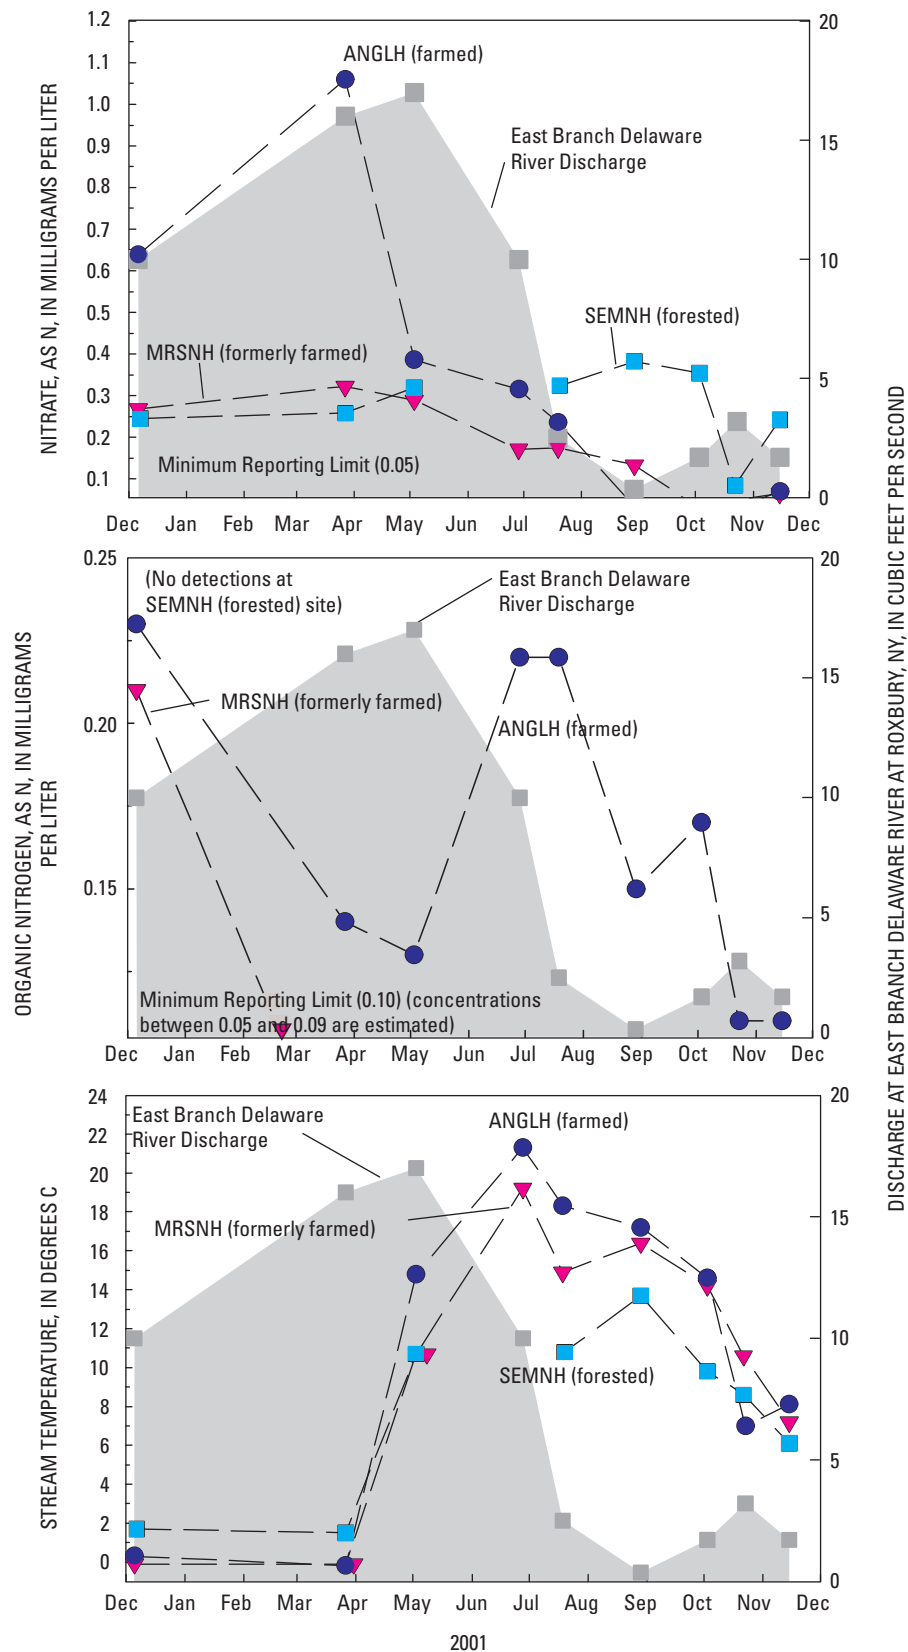 NITRATE, AS N, IN MILLIGRAMS PER LITER
1.2
1.1
1.0
0.9
0.8
0.7
0.6
0.5
0.4
0.3
0.2
0.1
ANGLH (farmed)
East Branch Delaware
River Discharge
SEMNH (forested)
MRSNH (formerly farmed)
Minimum Reporting Limit (0.05)
20
15
10
5
0
Dec Jan Feb Mar Apr May Jun Jul Aug Sep Oct Nov Dec
ORGANIC NITROGEN, AS N, IN MILLIGRAMS
PER LITER
0.25
0.20
0.15
(No detections at
SEMNH (forested) site)
East Branch Delaware
River Discharge
MRSNH (formerly farmed)
ANGLH (farmed)
Minimum Reporting Limit (0.10) (concentrations
between 0.05 and 0.09 are estimated)
20
15
10
5
0
Dec Jan Feb Mar Apr May Jun Jul Aug Sep Oct Nov Dec
STREAM TEMPERATURE, IN DEGREES C
24
22
20
18
16
14
12
10
8
6
4
2
0
East Branch Delaware
River Discharge
ANGLH (farmed)
MRSNH (formerly farmed)
SEMNH (forested)
20
15
10
5
0
Dec Jan Feb Mar Apr May Jun Jul Aug Sep Oct Nov Dec
2001
DISCHARGE AT EAST BRANCH DELAWARE RIVER AT ROXBURY, NY, IN CUBIC FEET PER SECOND